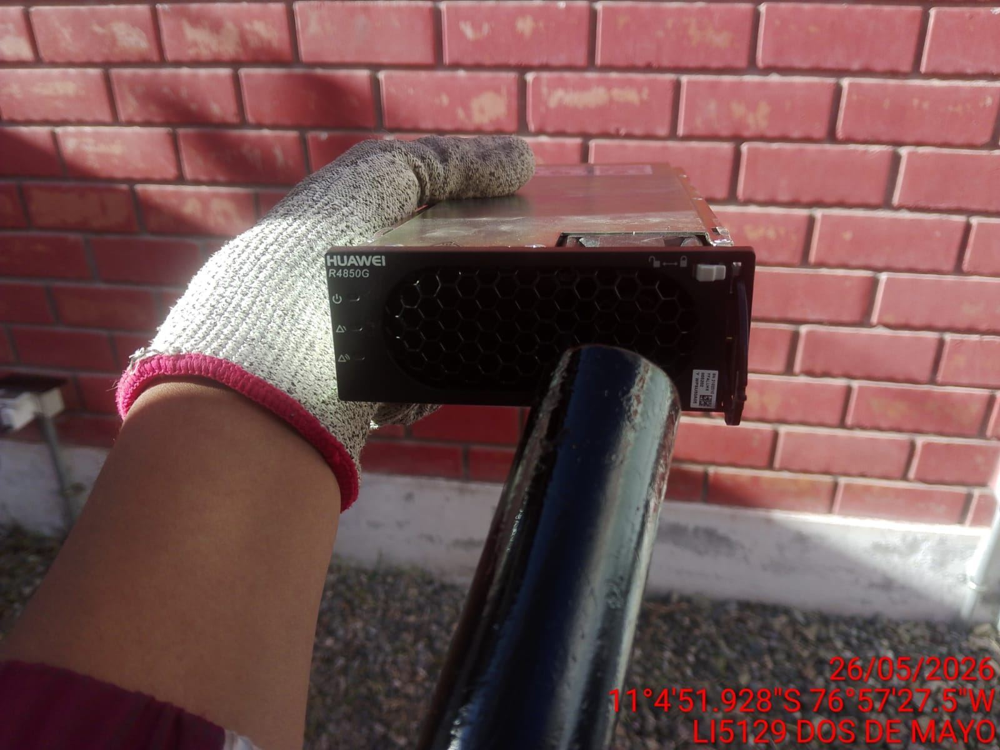 HUAWEI
R4850G
26/05/2026
11°4'51.928"S 76°57'27.5"W
LI5129 DOS DE MAYO